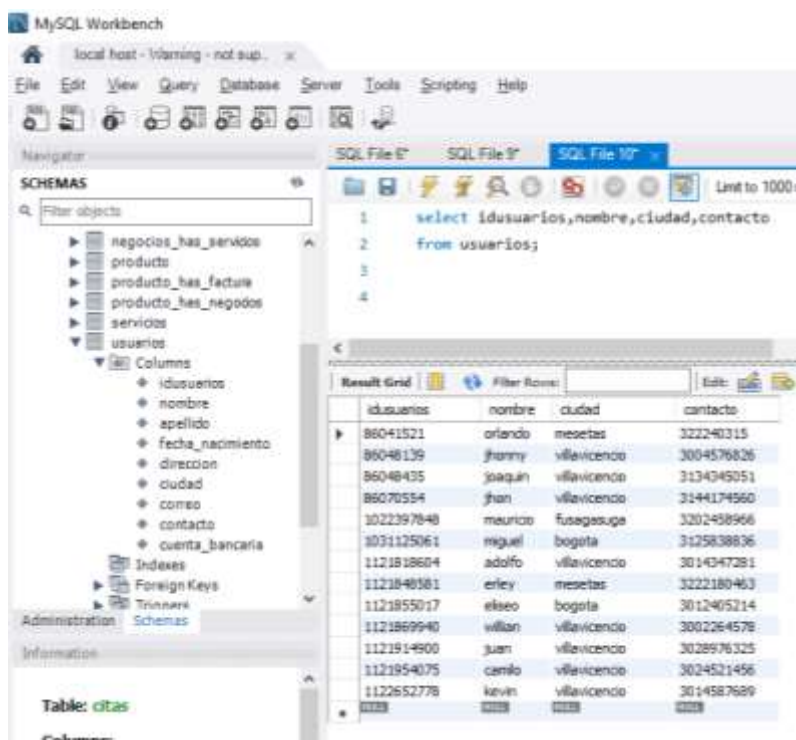 MySQL Workbench
local host - Warning - not sup...
File Edit View Query Database Server Tools Scripting Help
Navigator
SCHEMAS
Filter objects
negocios_has_servicios
producto
producto_has_factura
producto_has_negocios
servicios
usuarios
Columns
idusuarios
nombre
apellido
fecha_nacimiento
direccion
ciudad
correo
contacto
cuenta_bancaria
Indexes
Foreign Keys
Triggers
Administration Schemas
Information
Table: citas
Columns:
SQL File 6* SQL File 9* SQL File 10*
Limit to 1000
1 select idusuarios,nombre,ciudad,contacto
2 from usuarios;
3
4
Result Grid Filter Rows: Edit:
idusuarios nombre ciudad contacto
86041521 orlando mesetas 322240315
86048139 jhonny villavicencio 3004576826
86048435 joaquin villavicencio 3134345051
86070554 jhon villavicencio 3144174560
1022397848 mauricio fusagasuga 3202458966
1031125061 miguel bogota 3125838836
1121818604 adolfo villavicencio 3014347281
1121848581 erley mesetas 3222180463
1121855017 eliseo bogota 3012405214
1121869940 willian villavicencio 3002264578
1121914900 juan villavicencio 3028976325
1121954075 camilo villavicencio 3024521456
1122652778 kevin villavicencio 3014587689
NULL NULL NULL NULL